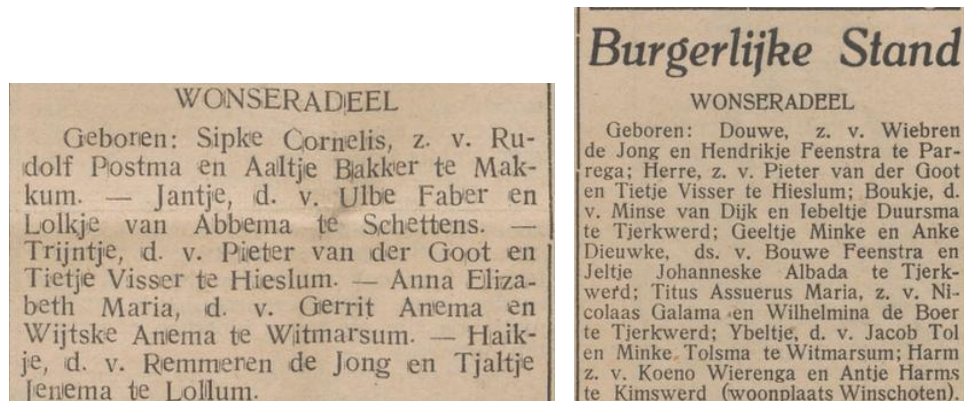 WONSERADEEL
Geboren: Sipke Cornelis, z. v. Ru-
dolf Postma en Aaltje Bakker te Mak-
kum. — Jantje, d. v. Ulbe Faber en
Lolkje van Abbema te Schettens. —
Trijntje, d. v. Pieter van der Goot en
Tietje Visser te Hieslum. — Anna Eliza-
beth Maria, d. v. Gerrit Anema en
Wijtske Anema te Witmarsum. — Haik-
je, d. v. Remmeren de Jong en Tjaltje
Jenema te Lollum.
Burgerlijke Stand
WONSERADEEL
Geboren: Douwe, z. v. Wiebren
de Jong en Hendrikje Feenstra te Par-
rega; Herre, z. v. Pieter van der Goot
en Tietje Visser te Hieslum; Boukje, d.
v. Minse van Dijk en Iebeltje Duursma
te Tjerkwerd; Geeltje Minke en Anke
Dieuwke, ds. v. Bouwe Feenstra en
Jeltje Johanneske Albada te Tjerk-
werd; Titus Assuerus Maria, z. v. Ni-
colaas Galama en Wilhelmina de Boer
te Tjerkwerd; Ybeltje, d. v. Jacob Tol
en Minke Tolsma te Witmarsum; Harm
z. v. Koeno Wierenga en Antje Harms
te Kimswerd (woonplaats Winschoten).